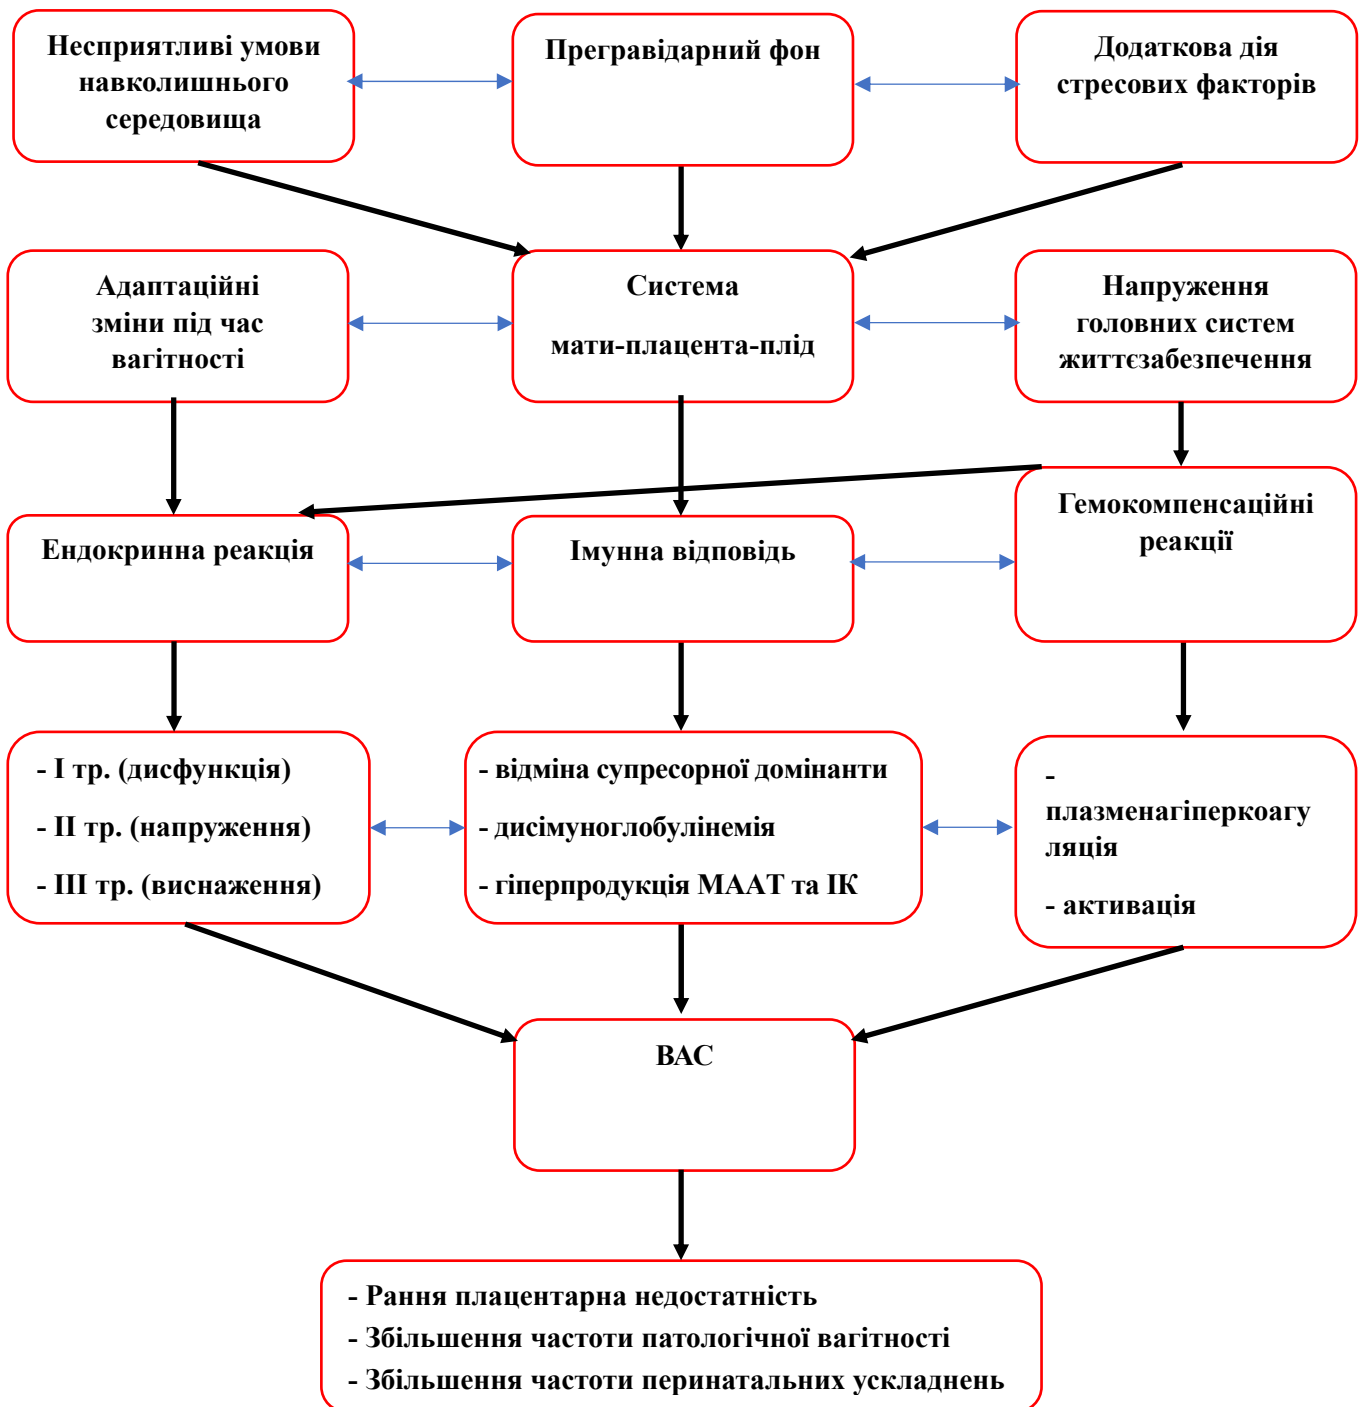 Несприятливі умови
навколишнього
середовища
Прегравідарний фон
Додаткова дія
стресових факторів
Адаптаційні
зміни під час
вагітності
Система
мати-плацента-плід
Напруження
головних систем
життєзабезпечення
Ендокринна реакція
Імунна відповідь
Гемокомпенсаційні
реакції
- I тр. (дисфункція)
- II тр. (напруження)
- III тр. (виснаження)
- відміна супресорної домінанти
- дисімуноглобулінемія
- гіперпродукція МААТ та ІК
-
плазменагіперкоагу
ляція
- активація
ВАС
- Рання плацентарна недостатність
- Збільшення частоти патологічної вагітності
- Збільшення частоти перинатальних ускладнень